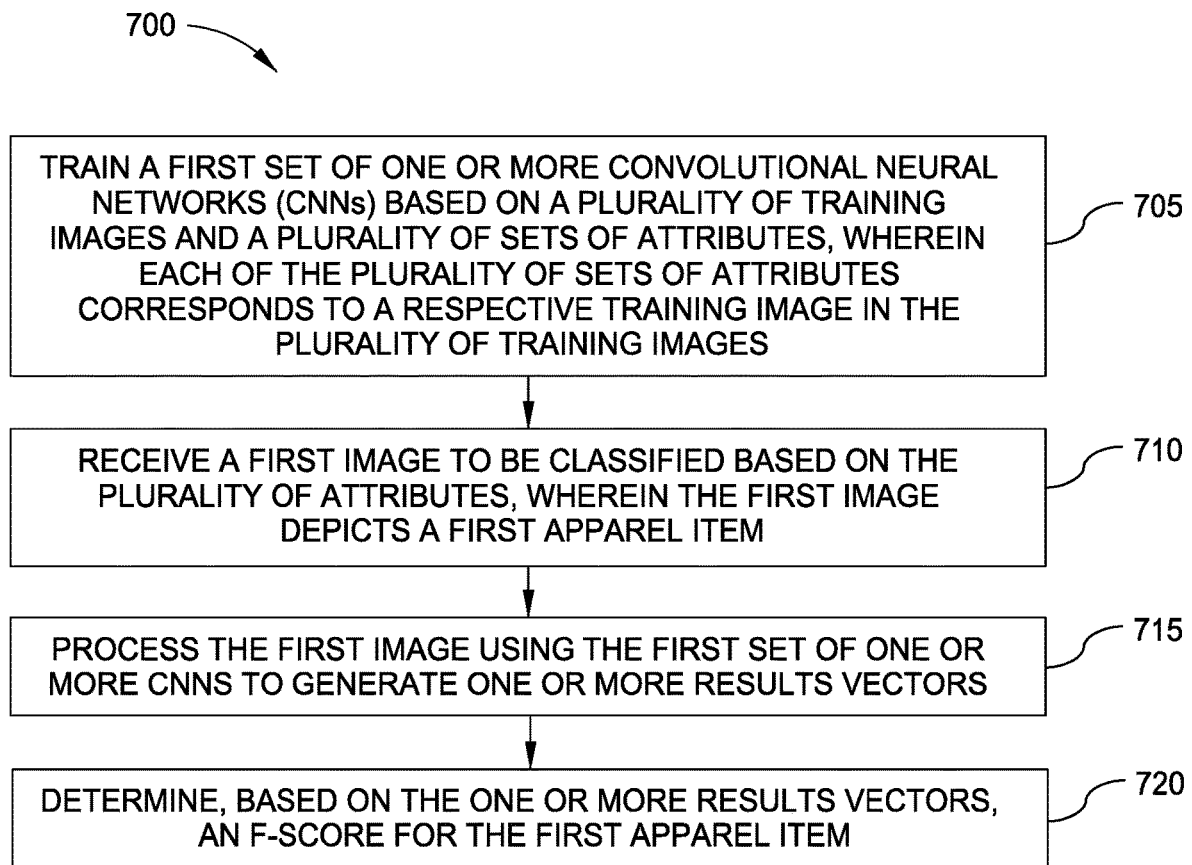 700
TRAIN A FIRST SET OF ONE OR MORE CONVOLUTIONAL NEURAL
NETWORKS (CNNs) BASED ON A PLURALITY OF TRAINING
IMAGES AND A PLURALITY OF SETS OF ATTRIBUTES, WHEREIN
EACH OF THE PLURALITY OF SETS OF ATTRIBUTES
CORRESPONDS TO A RESPECTIVE TRAINING IMAGE IN THE
PLURALITY OF TRAINING IMAGES
705
RECEIVE A FIRST IMAGE TO BE CLASSIFIED BASED ON THE
PLURALITY OF ATTRIBUTES, WHEREIN THE FIRST IMAGE
DEPICTS A FIRST APPAREL ITEM
710
PROCESS THE FIRST IMAGE USING THE FIRST SET OF ONE OR
MORE CNNS TO GENERATE ONE OR MORE RESULTS VECTORS
715
DETERMINE, BASED ON THE ONE OR MORE RESULTS VECTORS,
AN F-SCORE FOR THE FIRST APPAREL ITEM
720